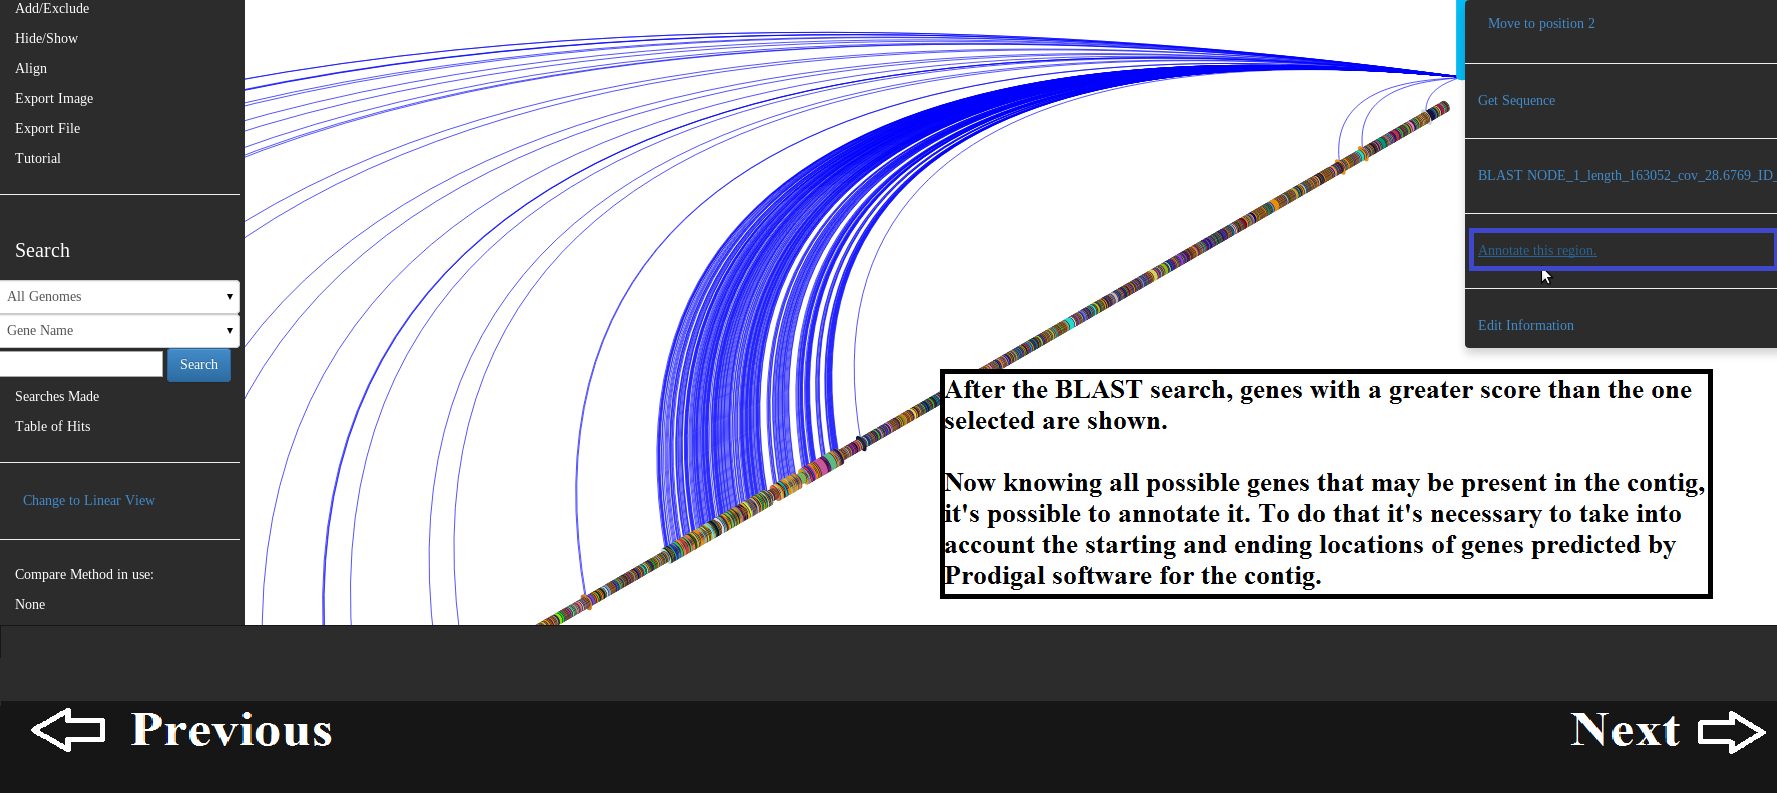 Add/Exclude
Hide/Show
Align
Export Image
Export File
Tutorial
Search
All Genomes
Gene Name
Search
Searches Made
Table of Hits
Change to Linear View
Compare Method in use:
None
Move to position 2
Get Sequence
BLAST NODE_1_length_163052_cov_28.6769_ID_
Annotate this region.
Edit Information
After the BLAST search, genes with a greater score than the one
selected are shown.
Now knowing all possible genes that may be present in the contig,
it's possible to annotate it. To do that it's necessary to take into
account the starting and ending locations of genes predicted by
Prodigal software for the contig.
Previous
Next